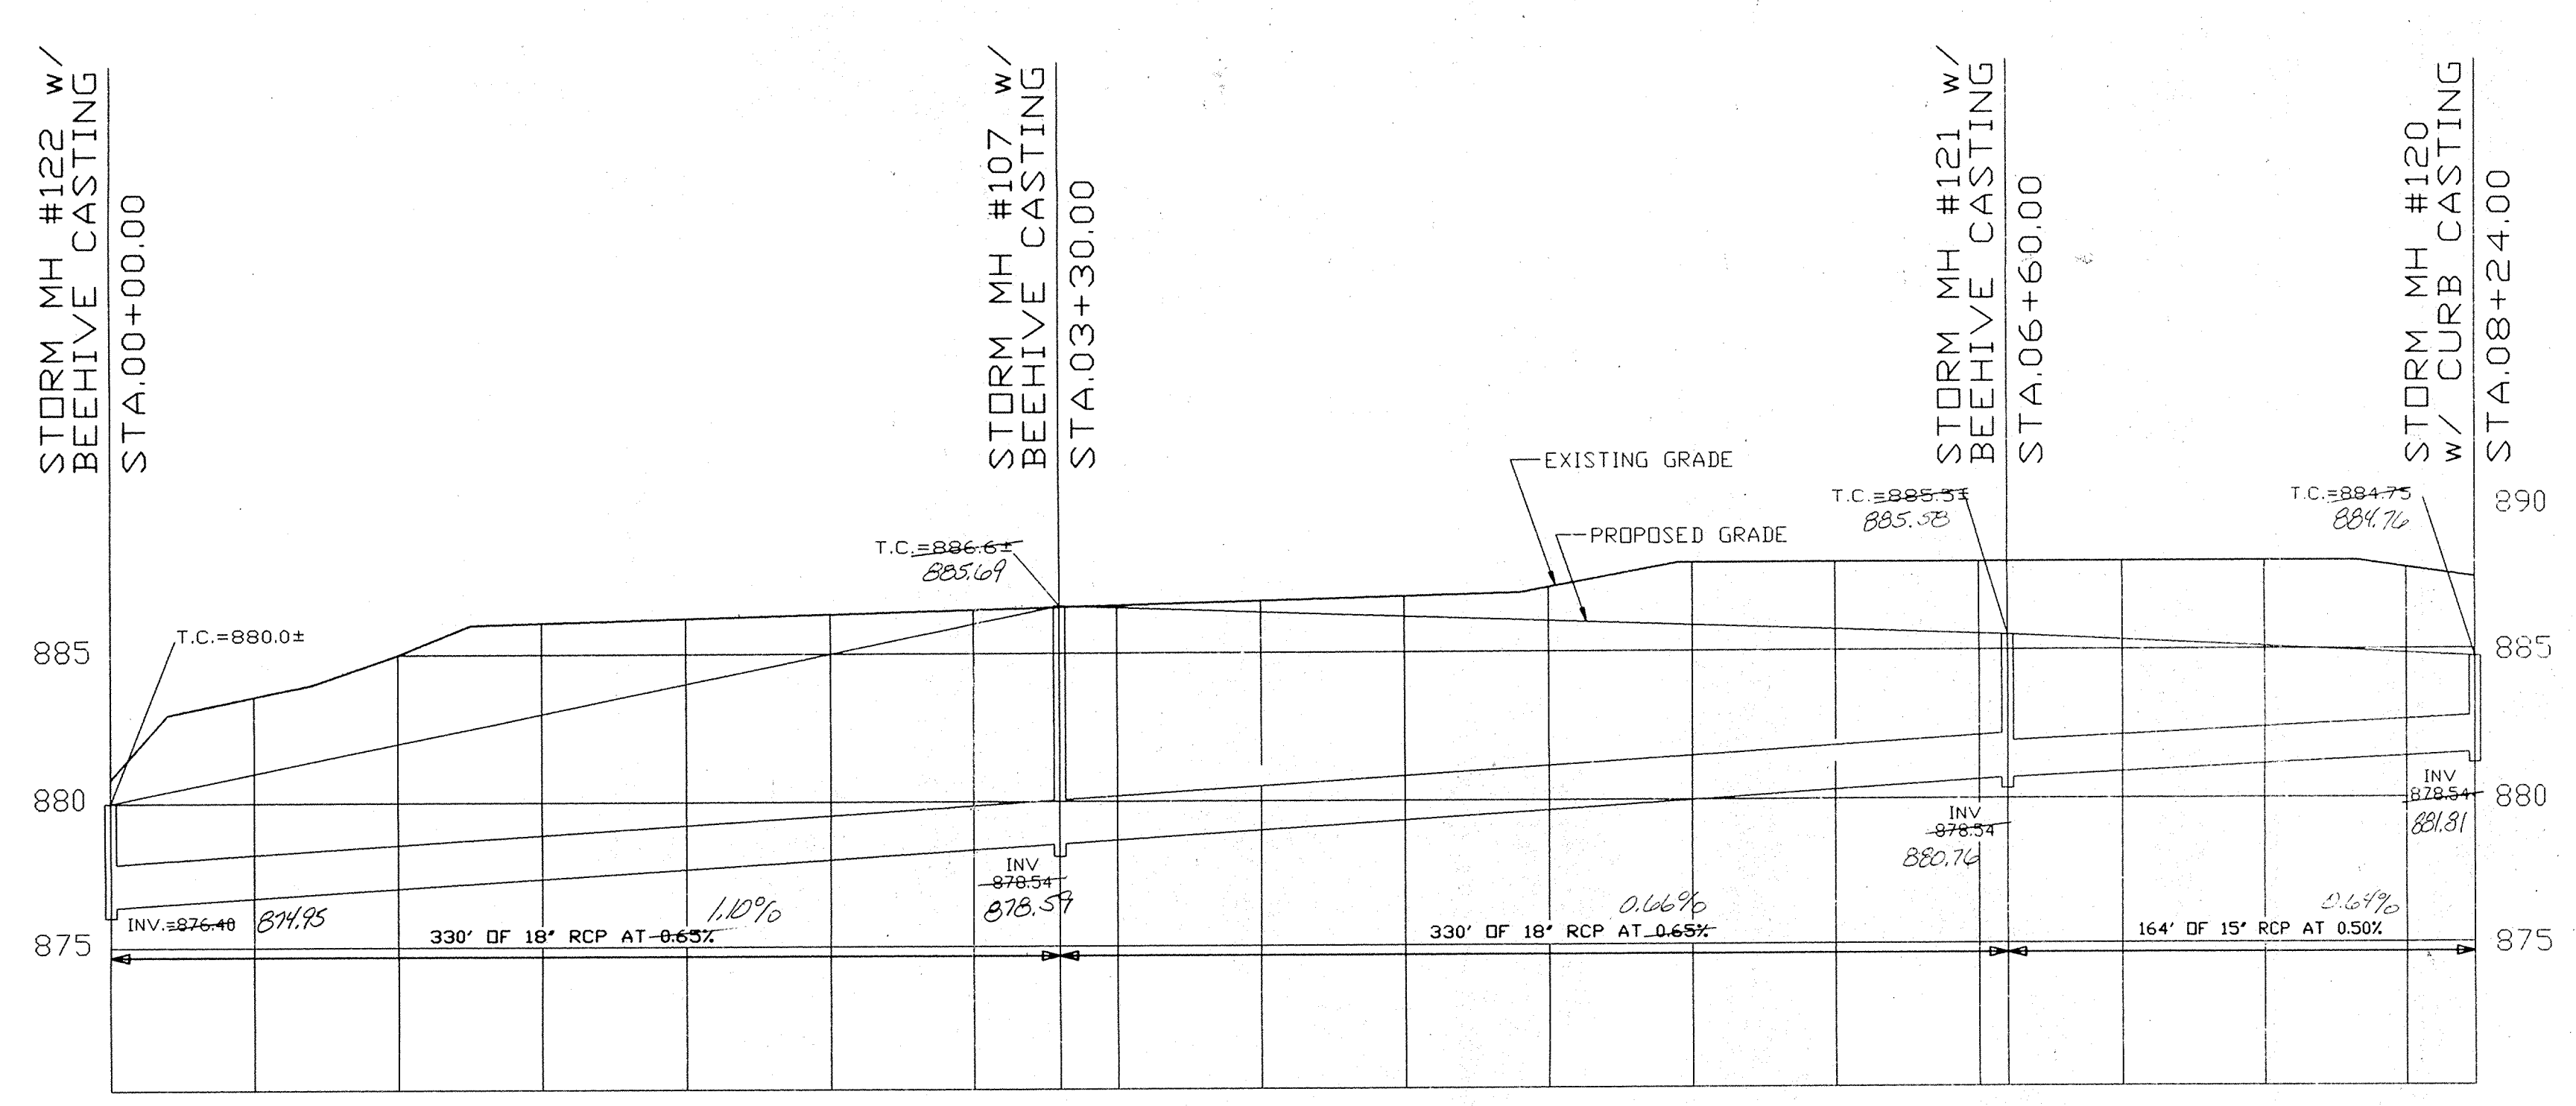 STORM MH #122 w/
BEEHIVE CASTING
STA.00+00.00
STORM MH #107 w/
BEEHIVE CASTING
STA.03+30.00
STORM MH #121 w/
BEEHIVE CASTING
STA.06+60.00
STORM MH #120
w/ CURB CASTING
STA.08+24.00
EXISTING GRADE
PROPOSED GRADE
T.C.=880.0±
T.C.=886.6±
885.69
T.C.=885.5±
885.58
T.C.=884.75
884.76
890
885
885
880
880
875
875
INV.=876.40 874.95
INV
878.54
878.59
INV
878.54
880.76
INV
878.54
881.81
1.10%
330' OF 18" RCP AT 0.65%
0.66%
330' OF 18" RCP AT 0.65%
0.64%
164' OF 15" RCP AT 0.50%